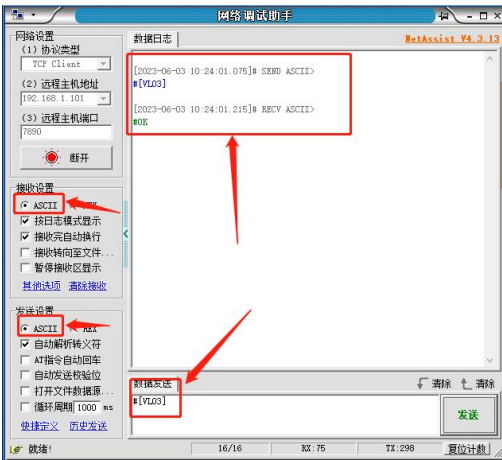 网络调试助手
网络设置
(1) 协议类型
TCP Client
(2) 远程主机地址
192.168.1.101
(3) 远程主机端口
7890
断开
接收设置
ASCII
按日志模式显示
接收完自动换行
接收转向至文件...
暂停接收区显示
其他选项 清除接收
发送设置
ASCII HEX
自动解析转义符
AT指令自动回车
自动发送校验位
打开文件数据源...
循环周期 1000 ms
快捷定义 历史发送
数据日志
NetAssist V4.3.13
[2023-06-03 10:24:01.075]# SEND ASCII>
#[VL03]
[2023-06-03 10:24:01.215]# RECV ASCII>
#OK
数据发送
清除 清除
#[VL03]
发送
就绪!
16/16
RX:75
TX:298
复位计数